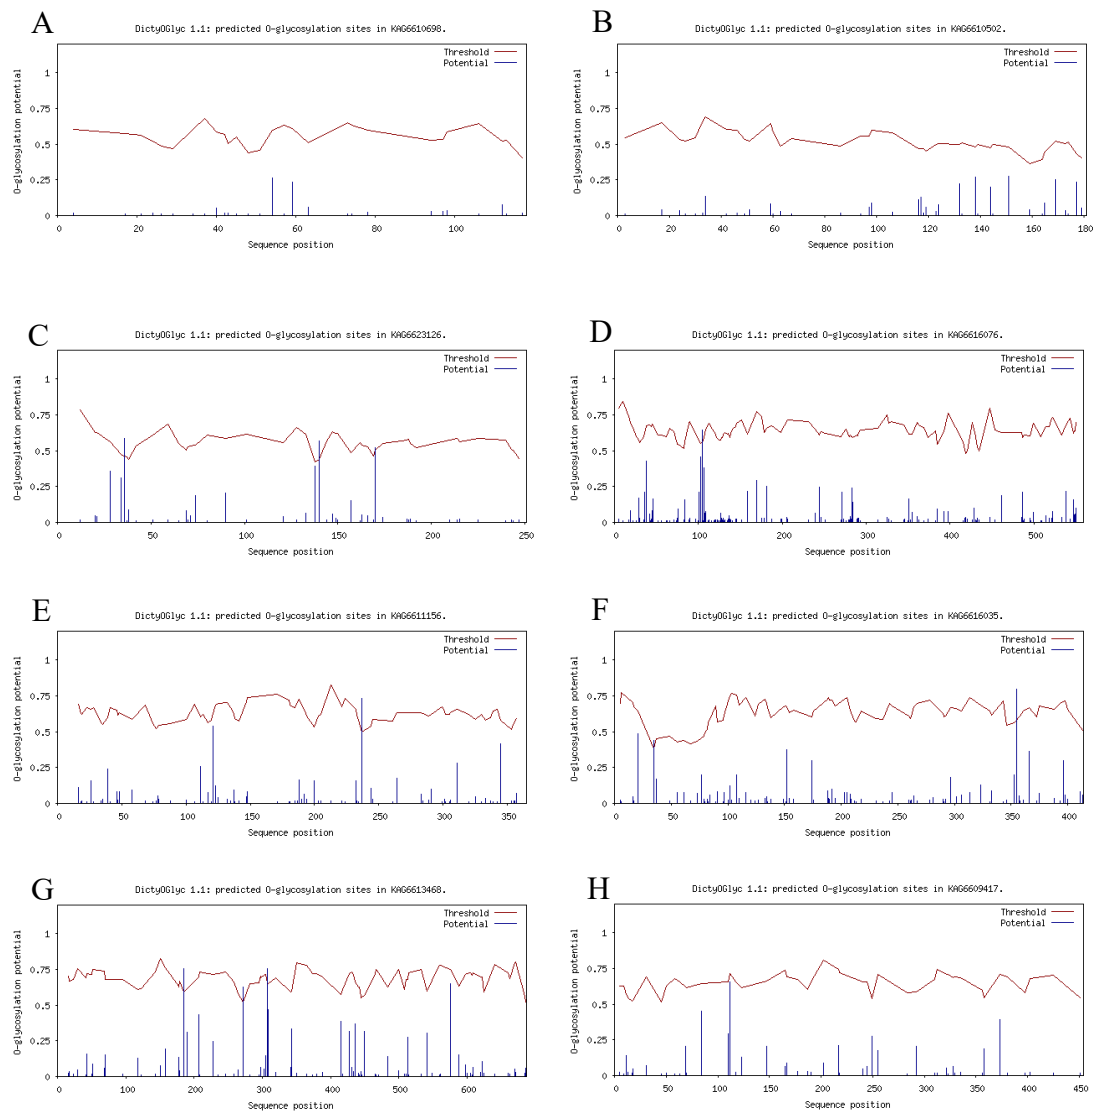 A
DictyOGlyc 1.1: predicted O-glycosylation sites in KAG6610698.
Threshold
Potential
O-glycosylation potential
1
0.75
0.5
0.25
0
0 20 40 60 80 100
Sequence position
B
DictyOGlyc 1.1: predicted O-glycosylation sites in KAG6610502.
Threshold
Potential
O-glycosylation potential
1
0.75
0.5
0.25
0
0 20 40 60 80 100 120 140 160 180
Sequence position
C
DictyOGlyc 1.1: predicted O-glycosylation sites in KAG6623126.
Threshold
Potential
O-glycosylation potential
1
0.75
0.5
0.25
0
0 50 100 150 200 250
Sequence position
D
DictyOGlyc 1.1: predicted O-glycosylation sites in KAG6616076.
Threshold
Potential
O-glycosylation potential
1
0.75
0.5
0.25
0
0 100 200 300 400 500
Sequence position
E
DictyOGlyc 1.1: predicted O-glycosylation sites in KAG6611156.
Threshold
Potential
O-glycosylation potential
1
0.75
0.5
0.25
0
0 50 100 150 200 250 300 350
Sequence position
F
DictyOGlyc 1.1: predicted O-glycosylation sites in KAG6616035.
Threshold
Potential
O-glycosylation potential
1
0.75
0.5
0.25
0
0 50 100 150 200 250 300 350 400
Sequence position
G
DictyOGlyc 1.1: predicted O-glycosylation sites in KAG6613468.
Threshold
Potential
O-glycosylation potential
1
0.75
0.5
0.25
0
0 100 200 300 400 500 600
Sequence position
H
DictyOGlyc 1.1: predicted O-glycosylation sites in KAG6609417.
Threshold
Potential
O-glycosylation potential
1
0.75
0.5
0.25
0
0 50 100 150 200 250 300 350 400 450
Sequence position